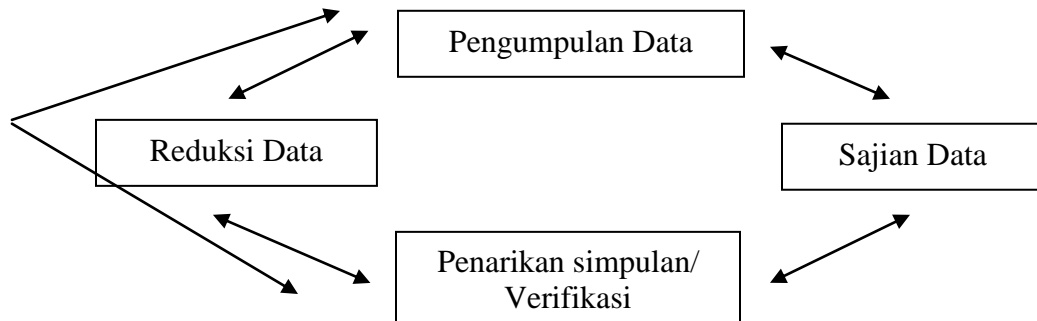 Pengumpulan Data
Reduksi Data
Sajian Data
Penarikan simpulan/
Verifikasi